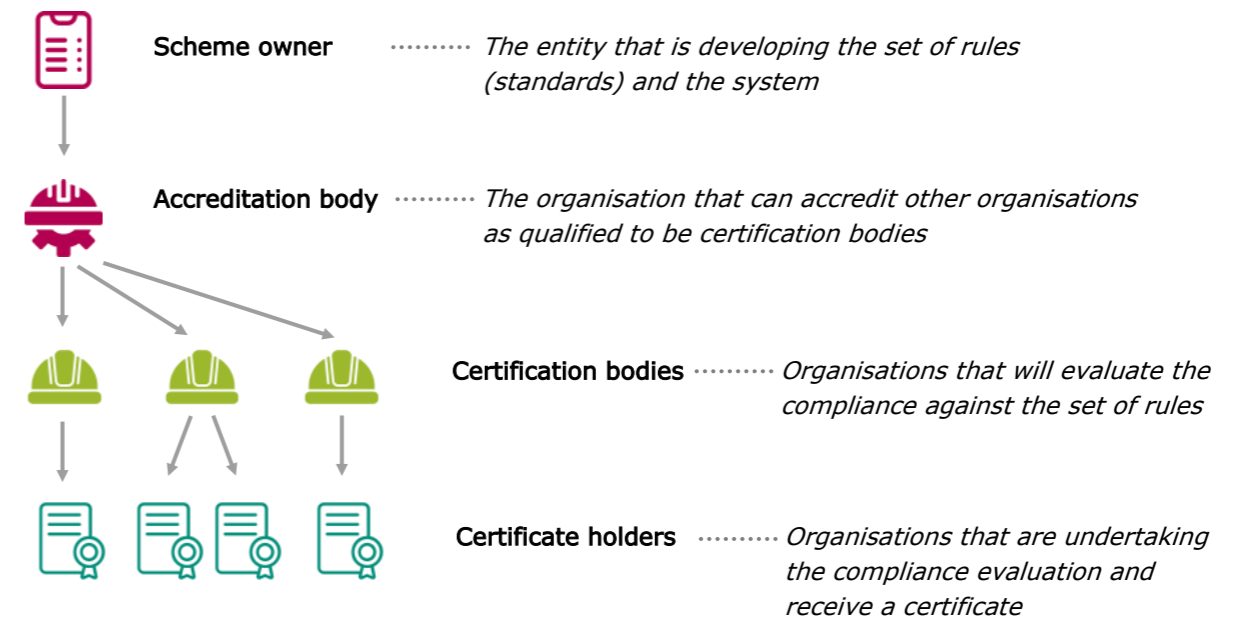 Scheme owner ·········· The entity that is developing the set of rules
(standards) and the system
Accreditation body ·········· The organisation that can accredit other organisations
as qualified to be certification bodies
Certification bodies ·········· Organisations that will evaluate the
compliance against the set of rules
Certificate holders ·········· Organisations that are undertaking
the compliance evaluation and
receive a certificate